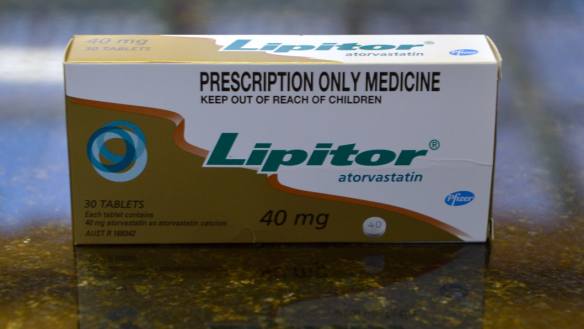 40 mg
30 TABLETS
Lipitor
atorvastatin
Pfizer
PRESCRIPTION ONLY MEDICINE
KEEP OUT OF REACH OF CHILDREN
Lipitor®
atorvastatin
Pfizer
30 TABLETS
Each tablet contains
40 mg atorvastatin as atorvastatin calcium
40 mg
40